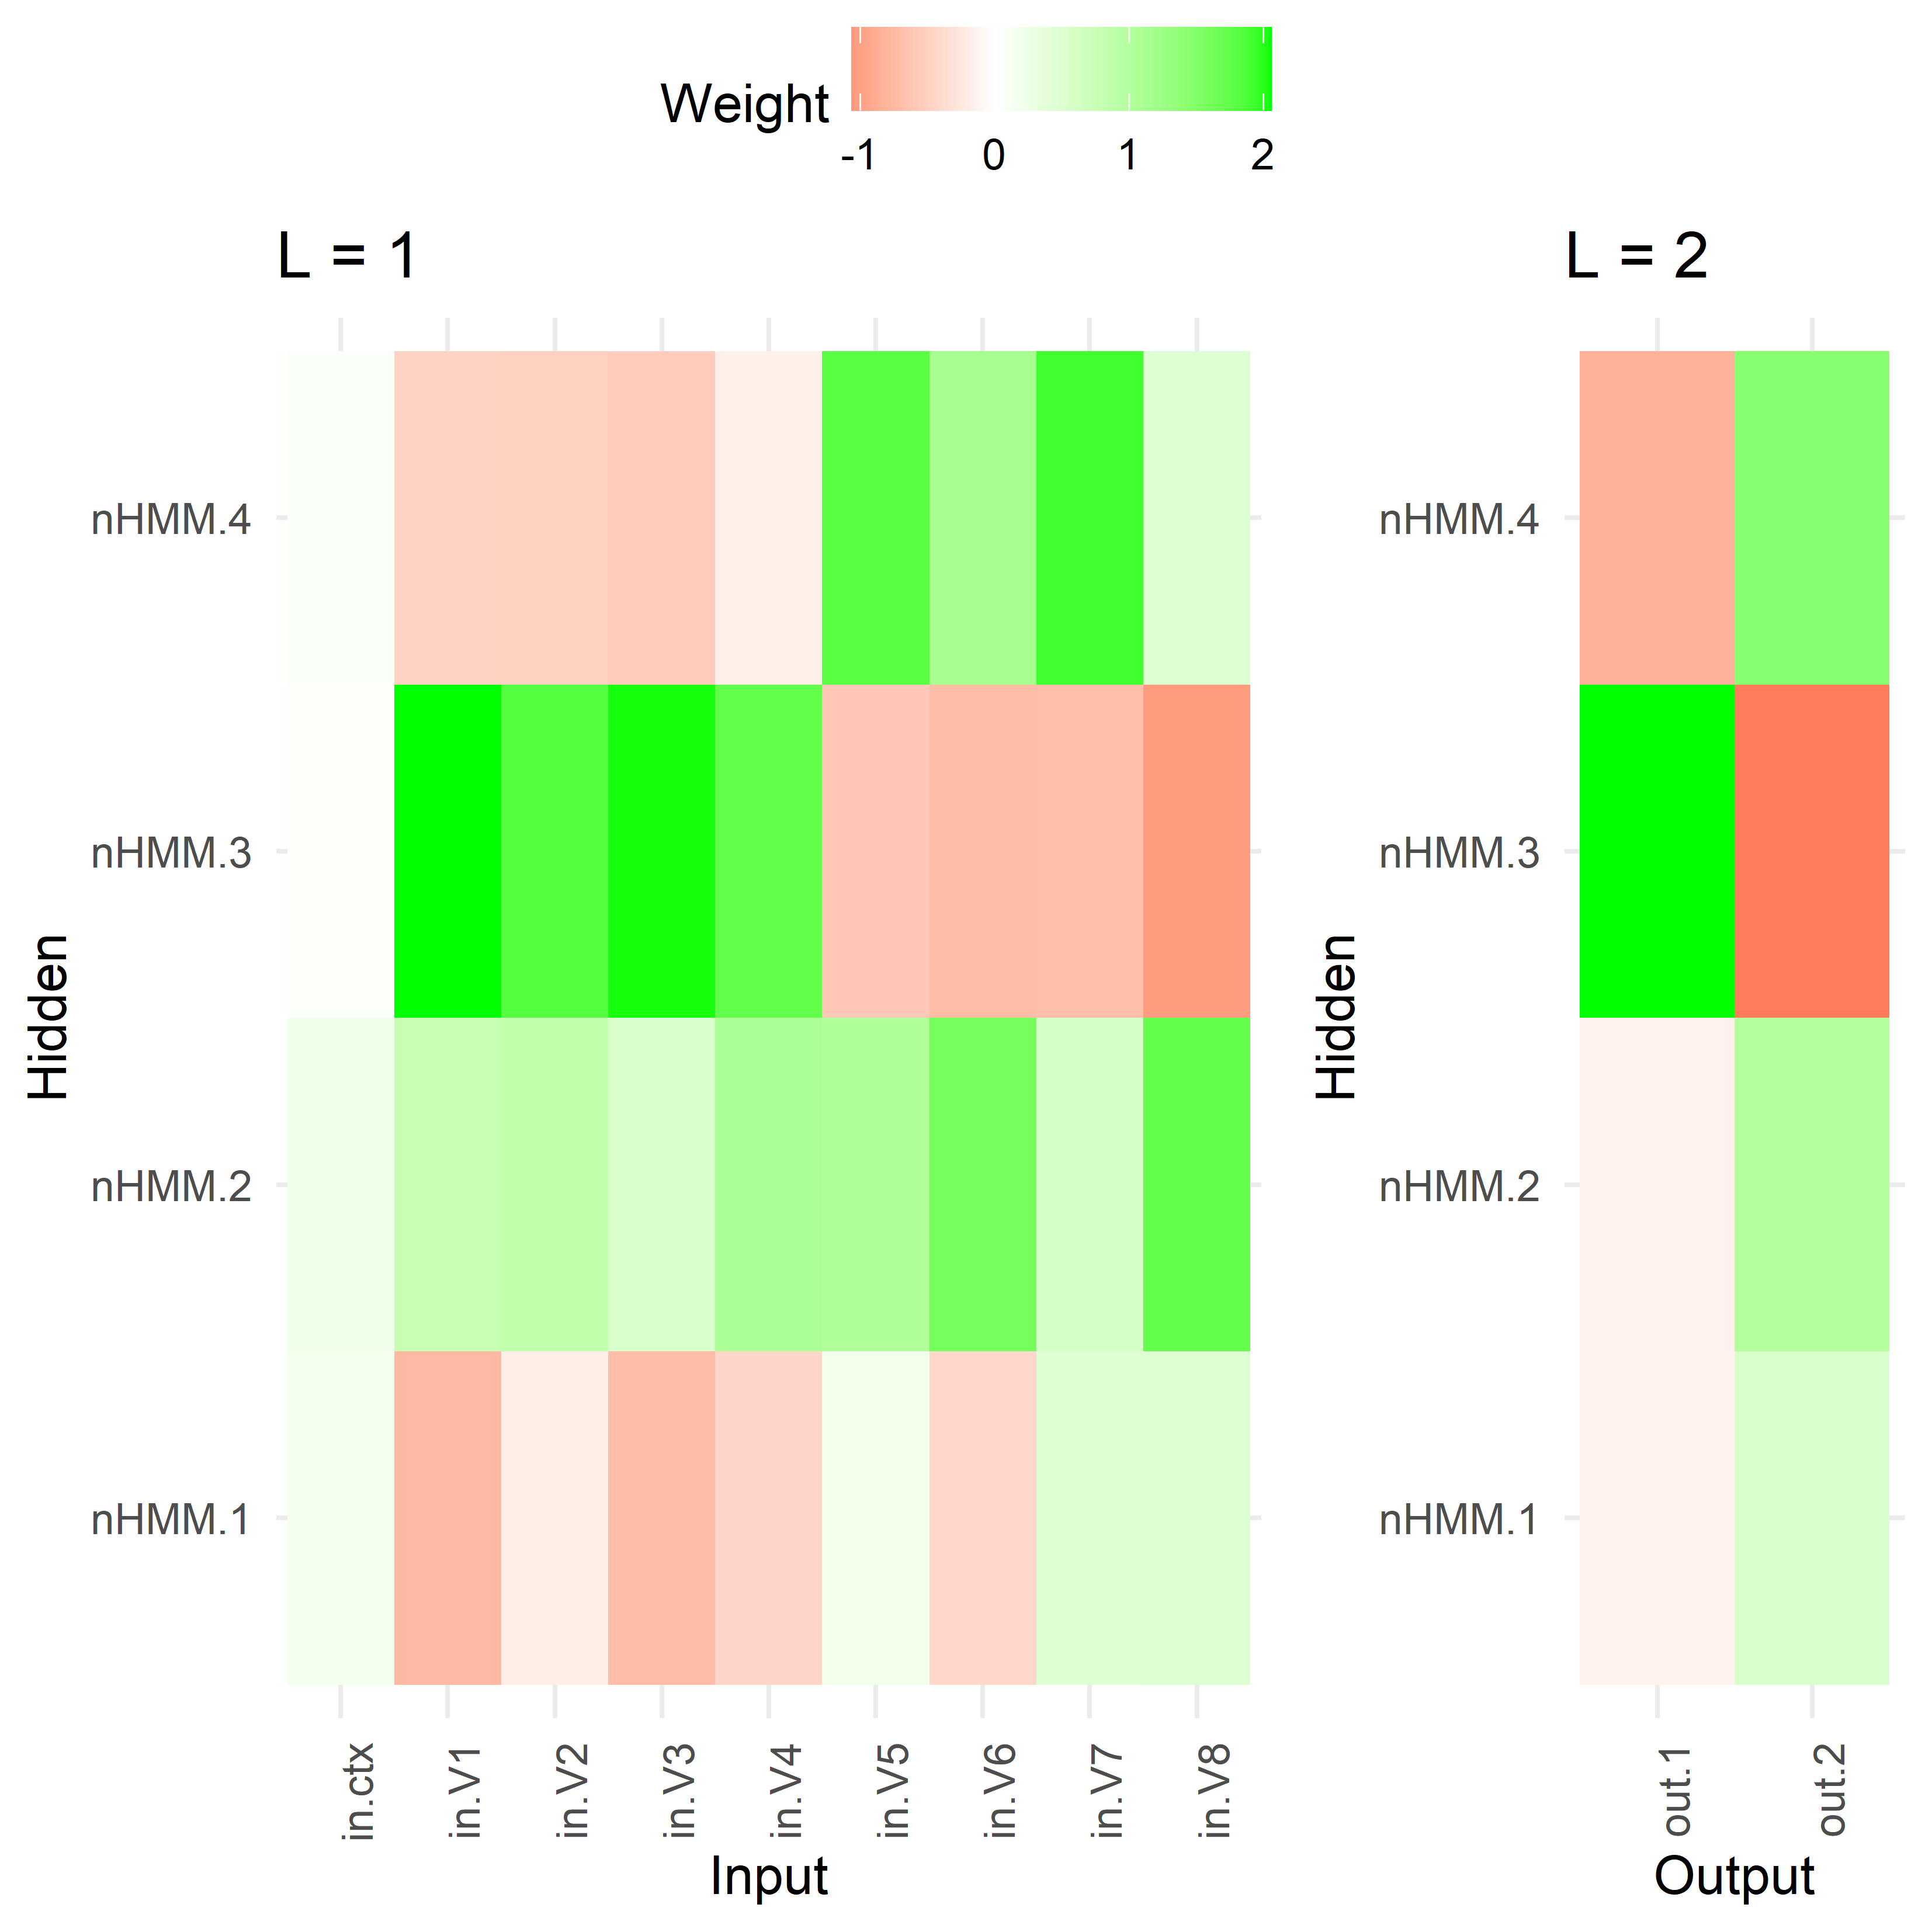 Weight
-1 0 1 2
L = 1
L = 2
nHMM.4
nHMM.3
nHMM.2
nHMM.1
Hidden
in.ctx in.V1 in.V2 in.V3 in.V4 in.V5 in.V6 in.V7 in.V8
Input
nHMM.4
nHMM.3
nHMM.2
nHMM.1
Hidden
out.1 out.2
Output